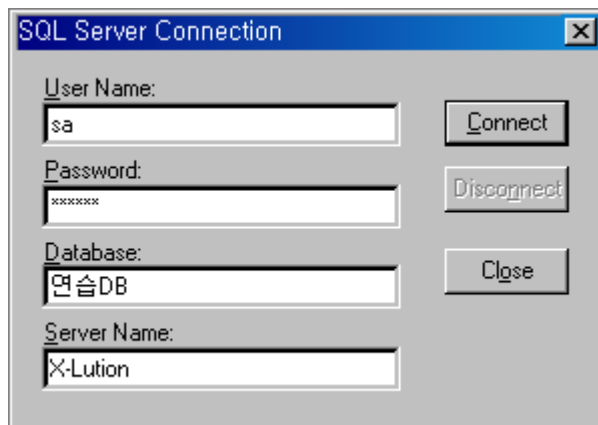 SQL Server Connection
User Name:
sa
Connect
Password:
******
Disconnect
Database:
연습DB
Close
Server Name:
X-Lution